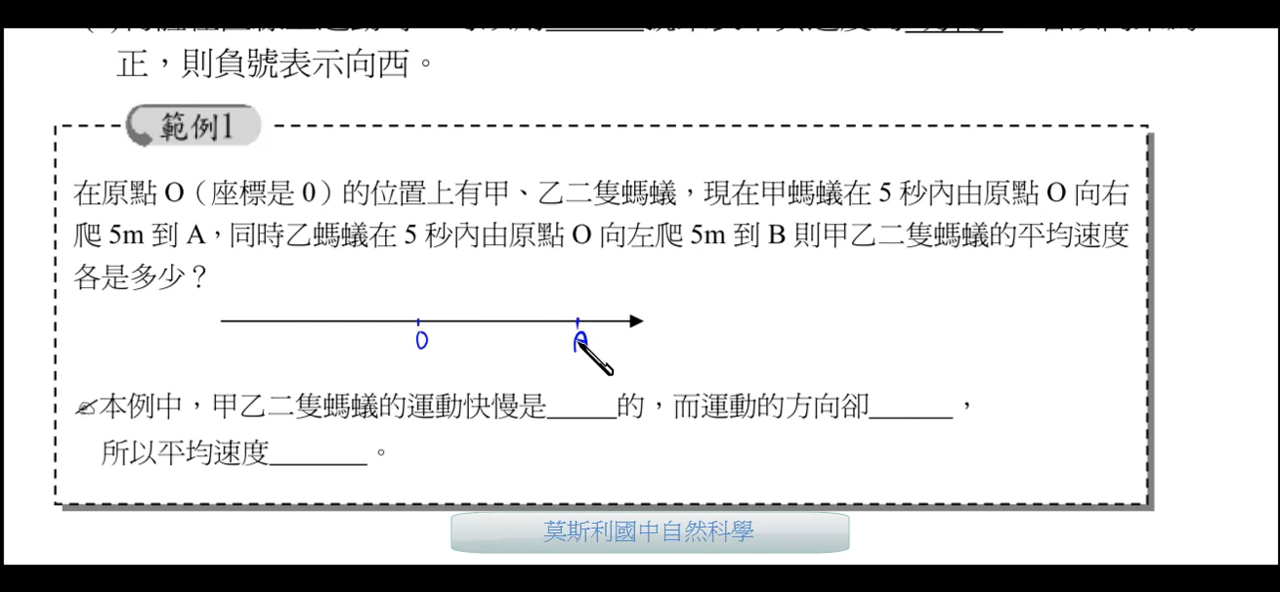 正，則負號表示向西。
範例1
在原點 O（座標是 0）的位置上有甲、乙二隻螞蟻，現在甲螞蟻在 5 秒內由原點 O 向右
爬 5m 到 A，同時乙螞蟻在 5 秒內由原點 O 向左爬 5m 到 B 則甲乙二隻螞蟻的平均速度
各是多少？
O A
✍本例中，甲乙二隻螞蟻的運動快慢是_____的，而運動的方向卻______，
所以平均速度_______。
莫斯利國中自然科學